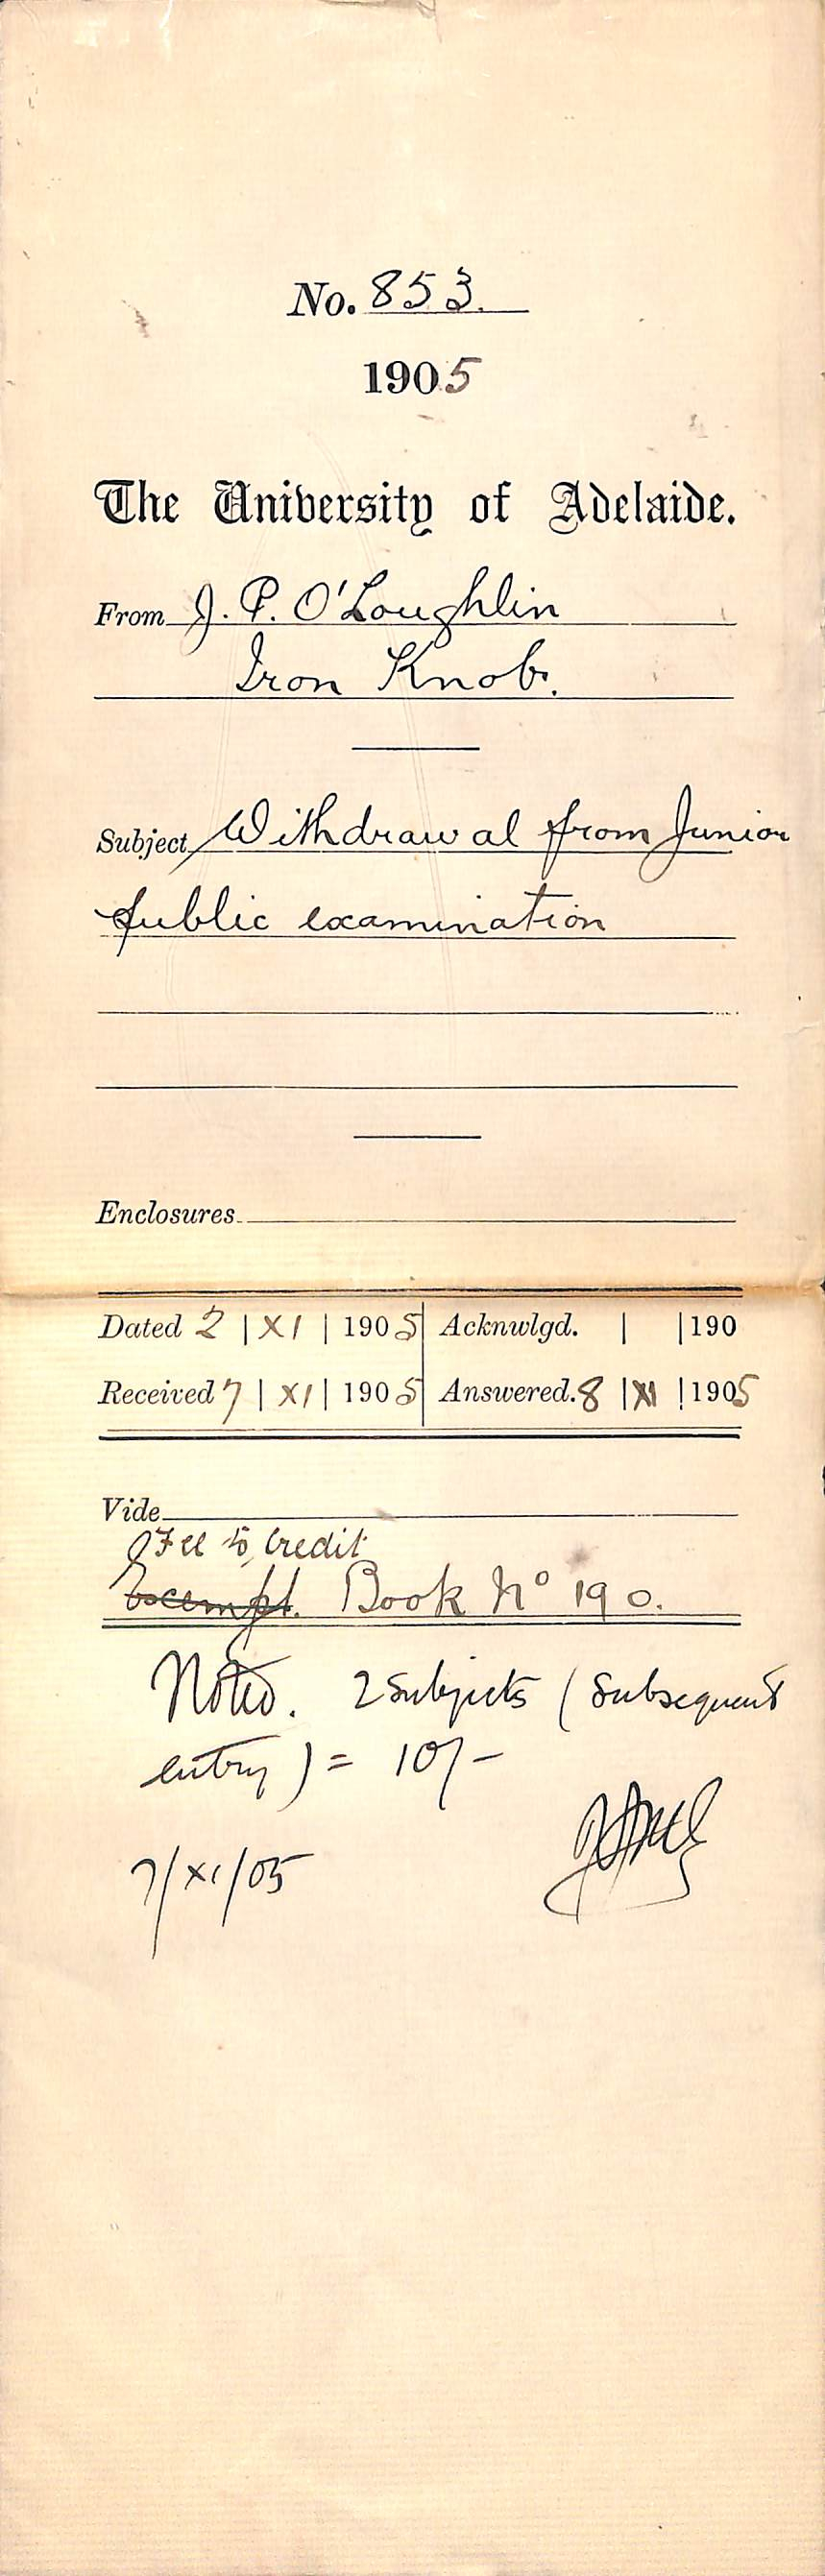 No. 853.
1905
The University of Adelaide.
From J. P. O'Loughlin
Iron Knob.
Subject Withdrawal from Junior
public examination
Enclosures
Dated 2 | XI | 1905 Acknwlgd. | | 190
Received 7 | XI | 1905 Answered. 8 | XI | 1905
Vide
Fee to Credit
Exempt. Book No 190.
Noted. 2 subjects (subsequent
entry) = 10/-
7/XI/05